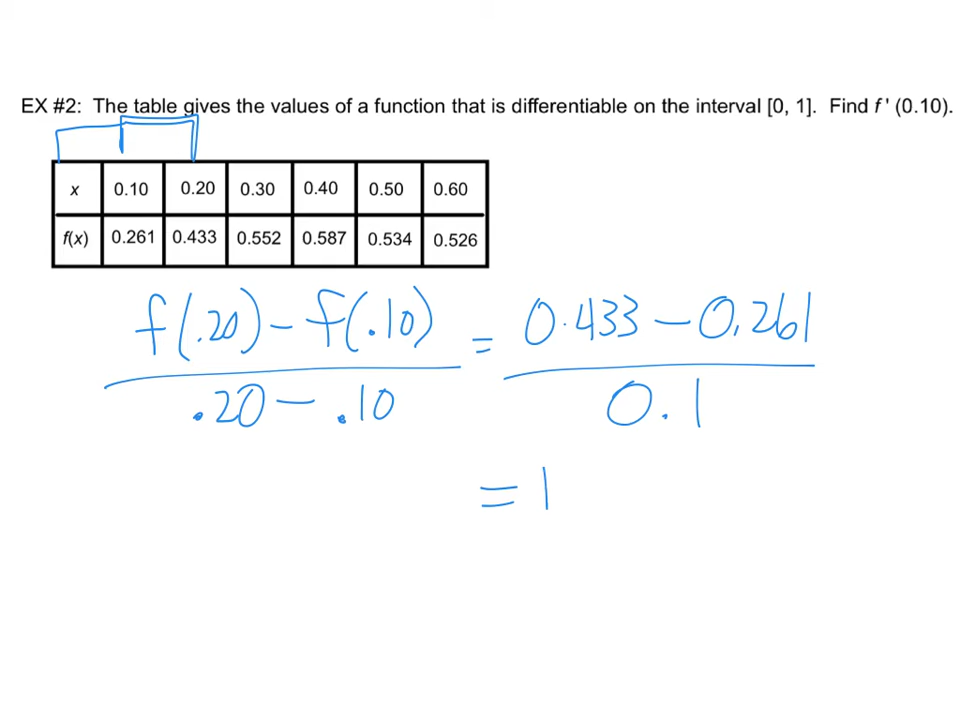 EX #2: The table gives the values of a function that is differentiable on the interval [0, 1]. Find f ' (0.10).
x 0.10 0.20 0.30 0.40 0.50 0.60
f(x) 0.261 0.433 0.552 0.587 0.534 0.526
f(.20) - f(.10) = 0.433 - 0.261
.20 - .10 0.1
= 1